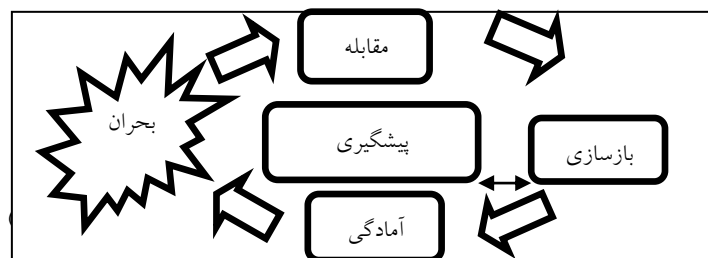 مقابله
بحران
پیشگیری
بازسازی
آمادگی